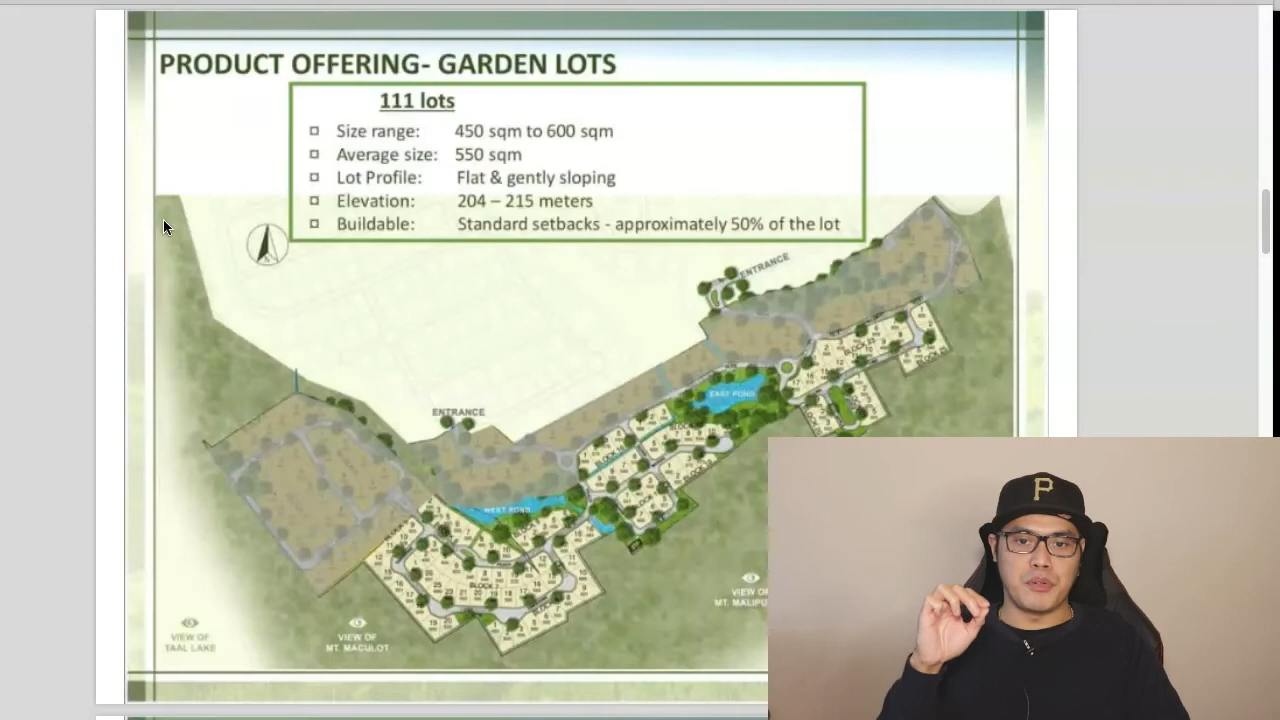 PRODUCT OFFERING- GARDEN LOTS
111 lots
Size range: 450 sqm to 600 sqm
Average size: 550 sqm
Lot Profile: Flat & gently sloping
Elevation: 204 – 215 meters
Buildable: Standard setbacks - approximately 50% of the lot
ENTRANCE
EAST POND
ENTRANCE
WEST POND
VIEW OF
TAAL LAKE
VIEW OF
MT. MACULOT
VIEW OF
P